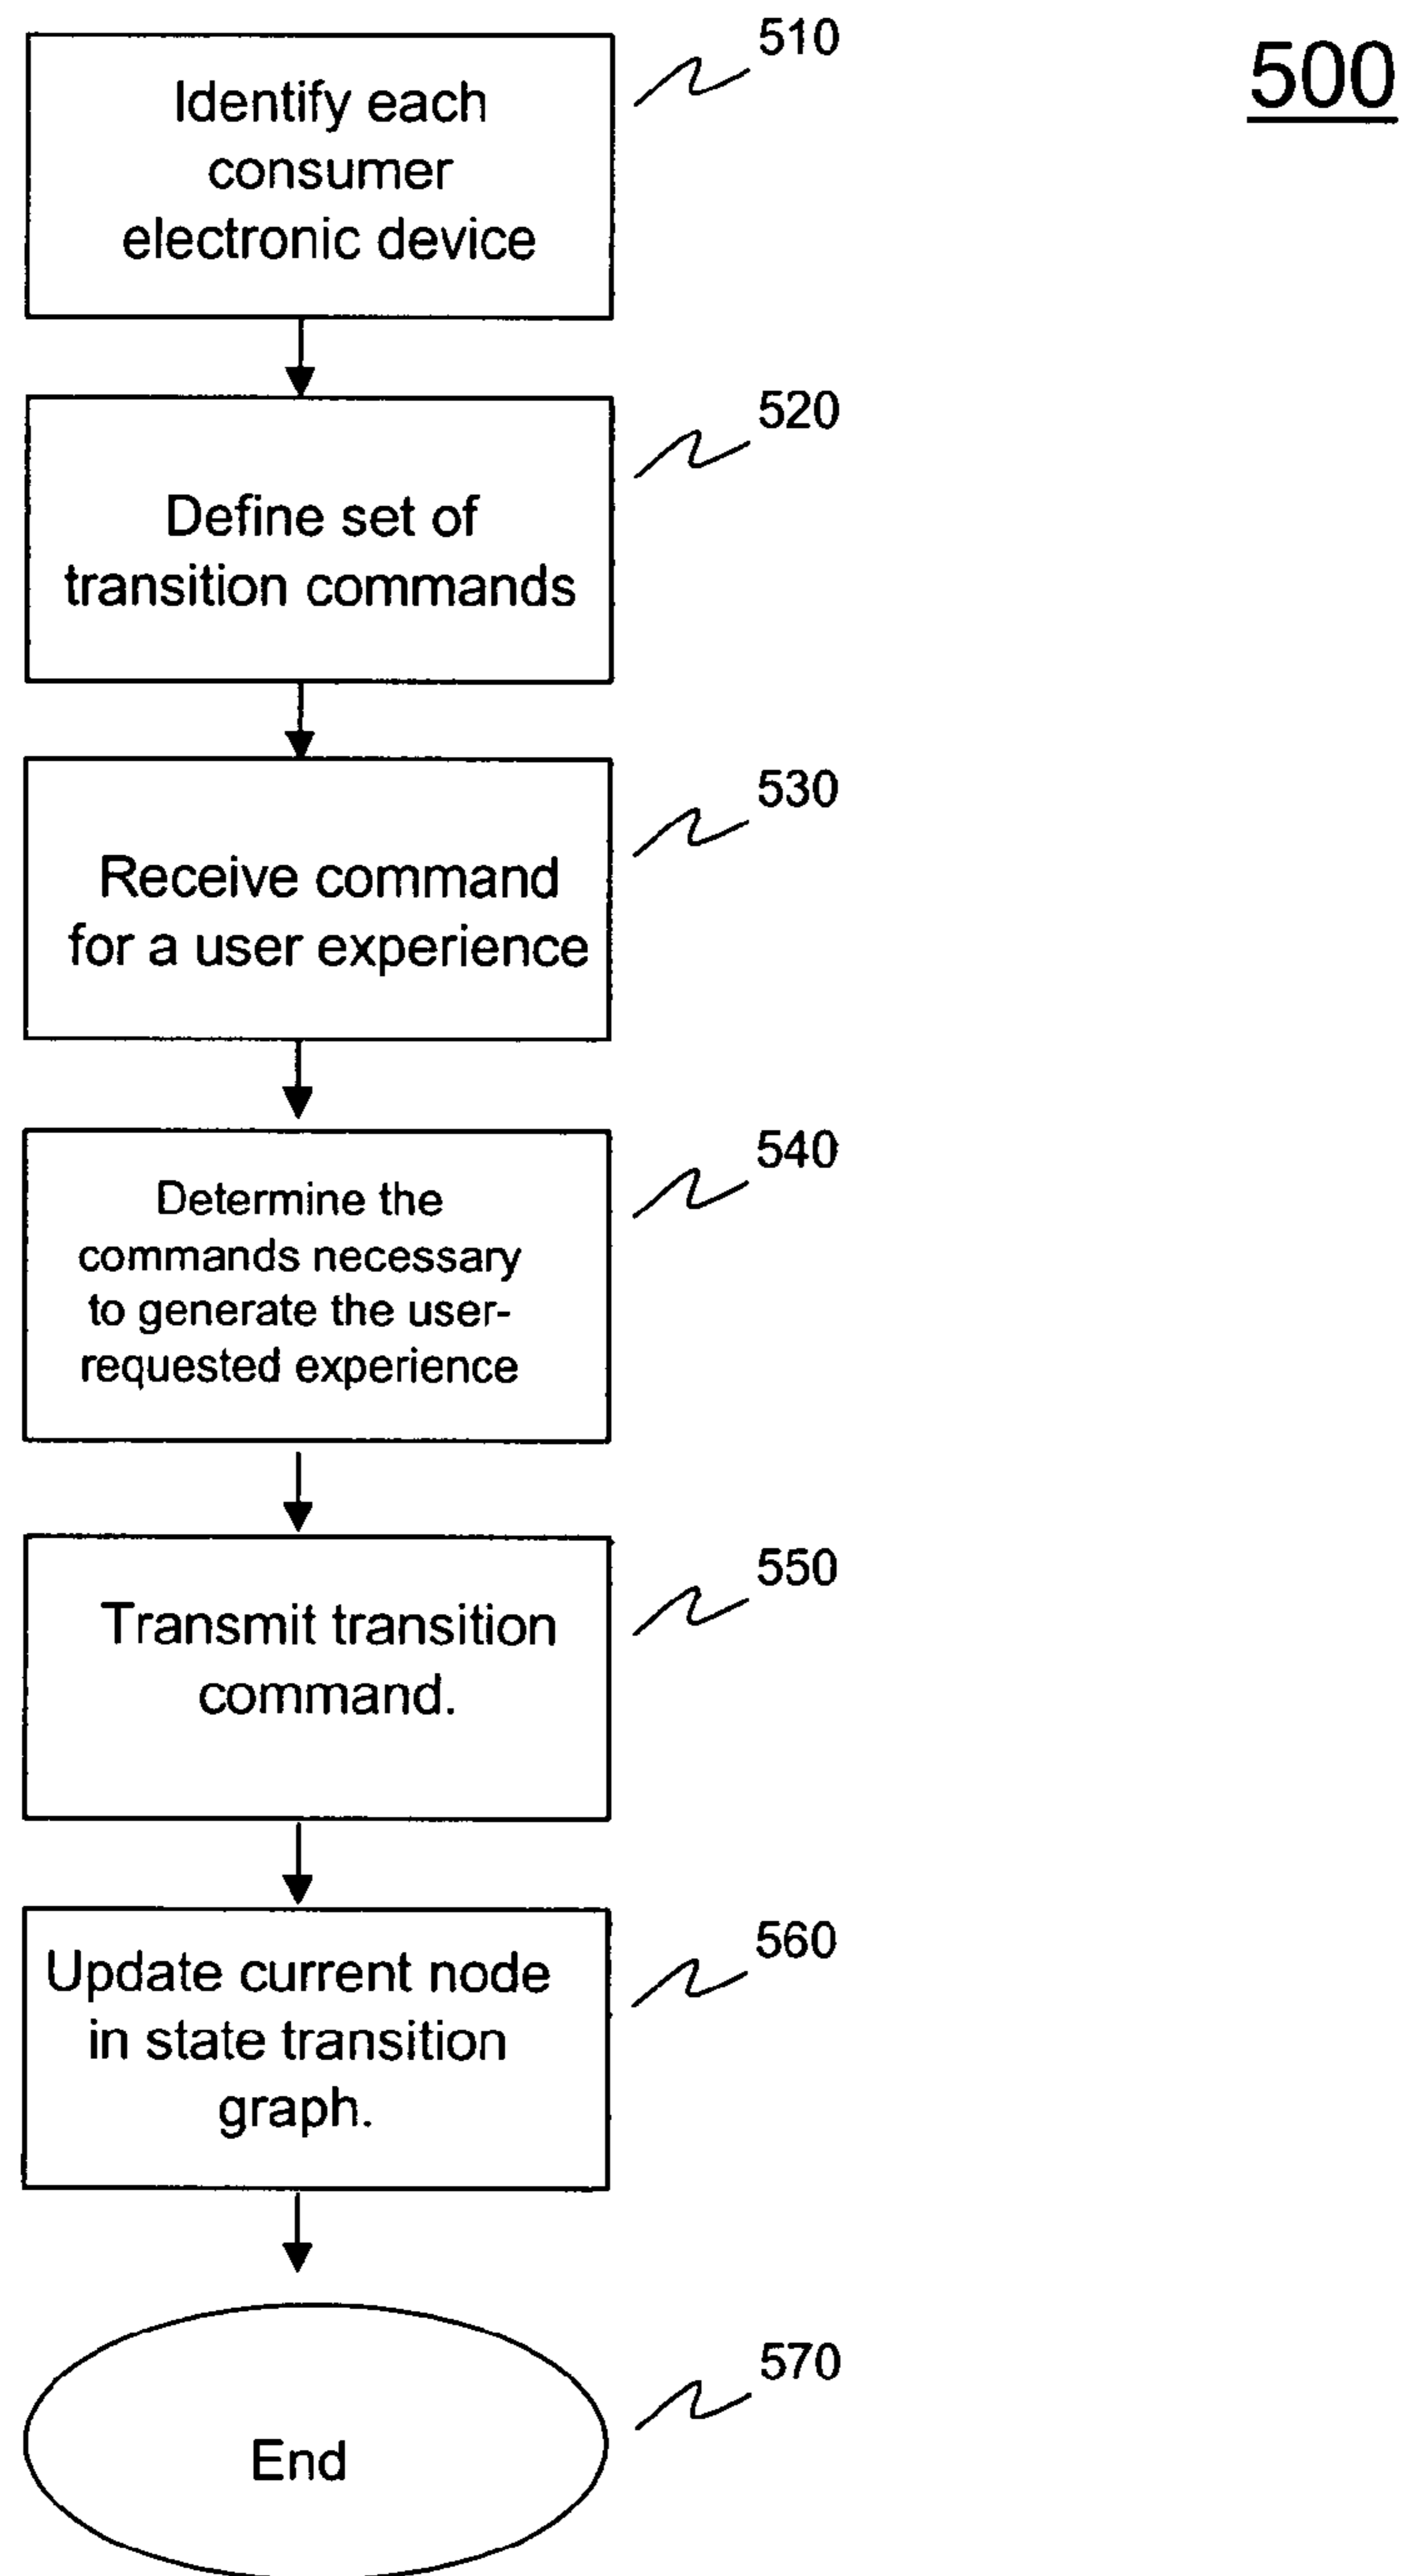 500
510
Identify each
consumer
electronic device
520
Define set of
transition commands
530
Receive command
for a user experience
540
Determine the
commands necessary
to generate the user-
requested experience
550
Transmit transition
command.
560
Update current node
in state transition
graph.
570
End